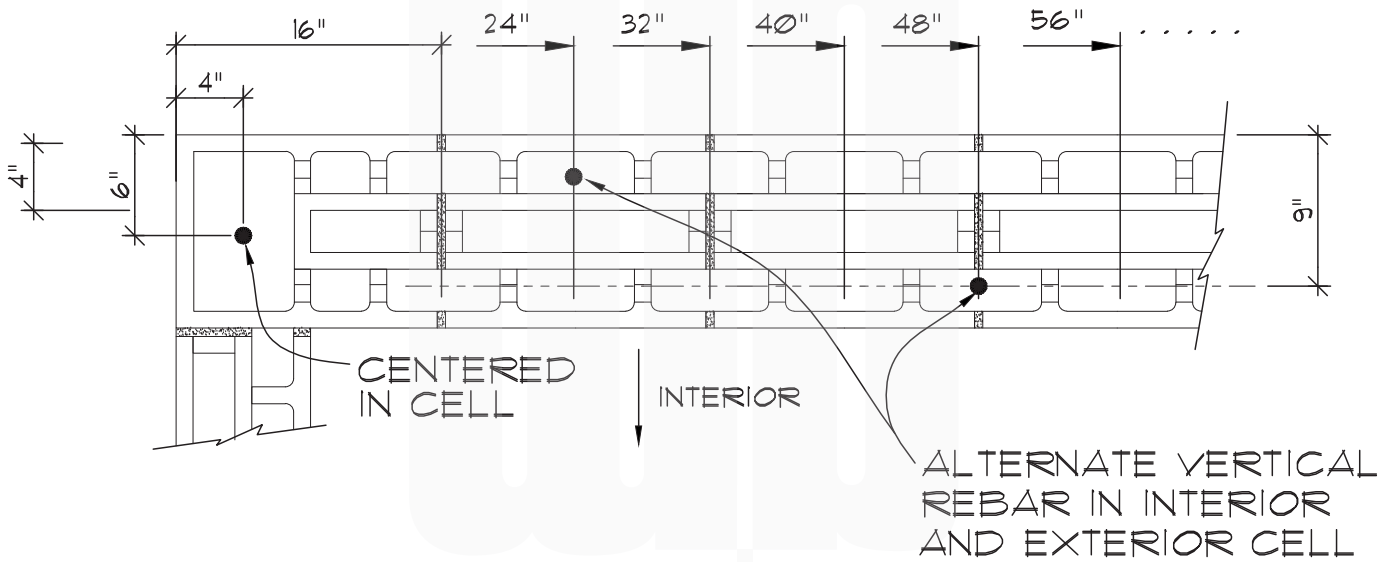 16" 24" 32" 40" 48" 56" . . . . .
4"
4"
6"
9"
CENTERED
IN CELL
INTERIOR
ALTERNATE VERTICAL
REBAR IN INTERIOR
AND EXTERIOR CELL